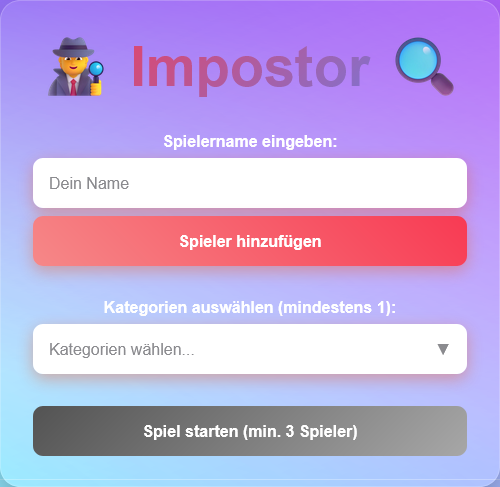 Impostor
Spielername eingeben:
Dein Name
Spieler hinzufügen
Kategorien auswählen (mindestens 1):
Kategorien wählen...
Spiel starten (min. 3 Spieler)